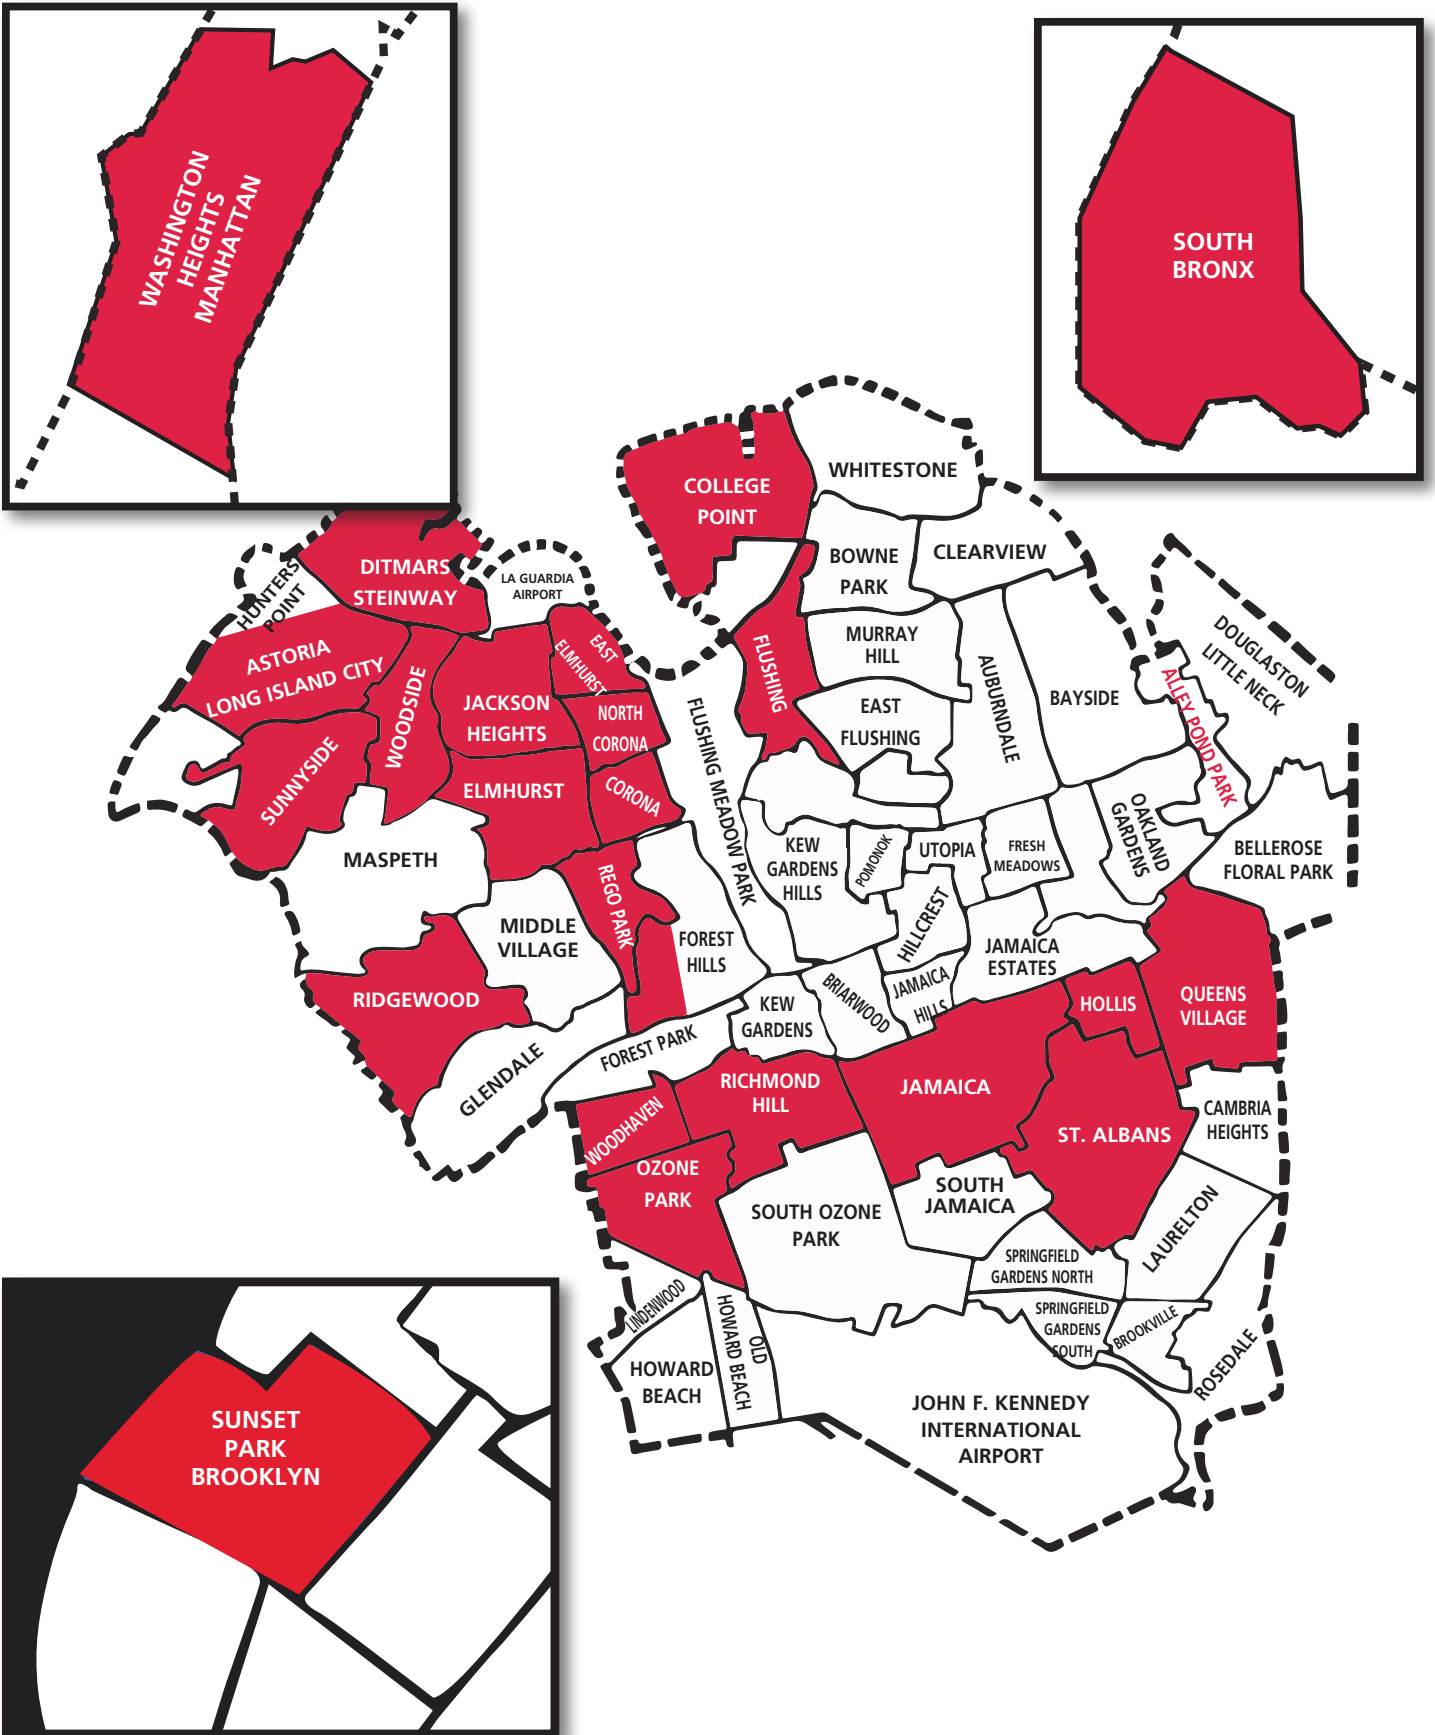 WASHINGTON
HEIGHTS
MANHATTAN
SOUTH
BRONX
WHITESTONE
COLLEGE
POINT
BOWNE
PARK
CLEARVIEW
DITMARS
STEINWAY
LA GUARDIA
AIRPORT
HUNTERS
POINT
ASTORIA
LONG ISLAND CITY
EAST
ELMHURST
FLUSHING
MURRAY
HILL
DOUGLASTON
LITTLE NECK
WOODSIDE
JACKSON
HEIGHTS
NORTH
CORONA
FLUSHING MEADOW PARK
EAST
FLUSHING
AUBURNDALE
BAYSIDE
ALLEY POND PARK
SUNNYSIDE
ELMHURST
CORONA
MASPETH
KEW
GARDENS
HILLS
POMONOK
UTOPIA
FRESH
MEADOWS
OAKLAND
GARDENS
BELLEROSE
FLORAL PARK
REGO PARK
MIDDLE
VILLAGE
FOREST
HILLS
HILLCREST
JAMAICA
ESTATES
RIDGEWOOD
BRIARWOOD
JAMAICA
HILLS
HOLLIS
QUEENS
VILLAGE
KEW
GARDENS
FOREST PARK
GLENDALE
RICHMOND
HILL
JAMAICA
WOODHAVEN
CAMBRIA
HEIGHTS
ST. ALBANS
OZONE
PARK
SOUTH OZONE
PARK
SOUTH
JAMAICA
LAURELTON
SPRINGFIELD
GARDENS NORTH
LINDENWOOD
OLD
HOWARD BEACH
SPRINGFIELD
GARDENS
SOUTH
BROOKVILLE
ROSEDALE
HOWARD
BEACH
JOHN F. KENNEDY
INTERNATIONAL
AIRPORT
SUNSET
PARK
BROOKLYN